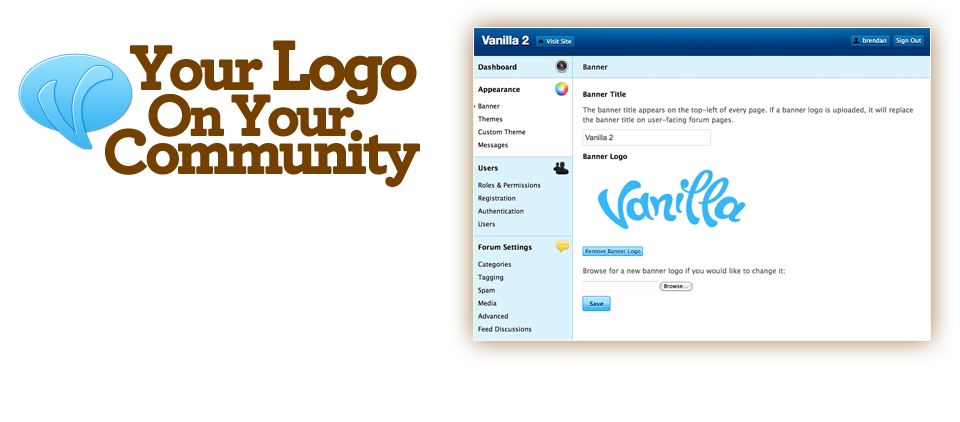 Your Logo
On Your
Community
Vanilla 2
Visit Site
brendan
Sign Out
Dashboard
Appearance
Banner
Themes
Custom Theme
Messages
Users
Roles & Permissions
Registration
Authentication
Users
Forum Settings
Categories
Tagging
Spam
Media
Advanced
Feed Discussions
Banner
Banner Title
The banner title appears on the top-left of every page. If a banner logo is uploaded, it will replace
the banner title on user-facing forum pages.
Vanilla 2
Banner Logo
Vanilla
Remove Banner Logo
Browse for a new banner logo if you would like to change it:
Browse...
Save